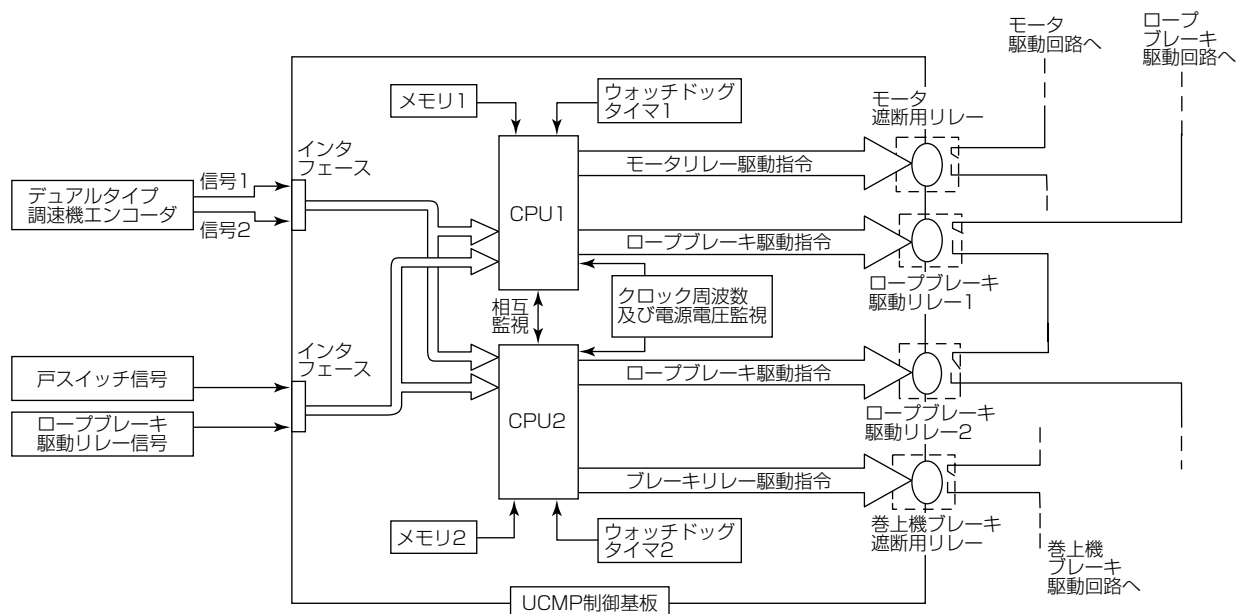 モータ
駆動回路へ
ロープ
ブレーキ
駆動回路へ
メモリ1
ウォッチドッグ
タイマ1
モータ
遮断用リレー
インタ
フェース
モータリレー駆動指令
デュアルタイプ
調速機エンコーダ
信号1
信号2
CPU1
ロープブレーキ駆動指令
ロープブレーキ
駆動リレー1
相互
監視
クロック周波数
及び電源電圧監視
インタ
フェース
戸スイッチ信号
ロープブレーキ駆動指令
ロープブレーキ
駆動リレー信号
CPU2
ロープブレーキ
駆動リレー2
ブレーキリレー駆動指令
メモリ2
ウォッチドッグ
タイマ2
巻上機ブレーキ
遮断用リレー
巻上機
ブレーキ
駆動回路へ
UCMP制御基板